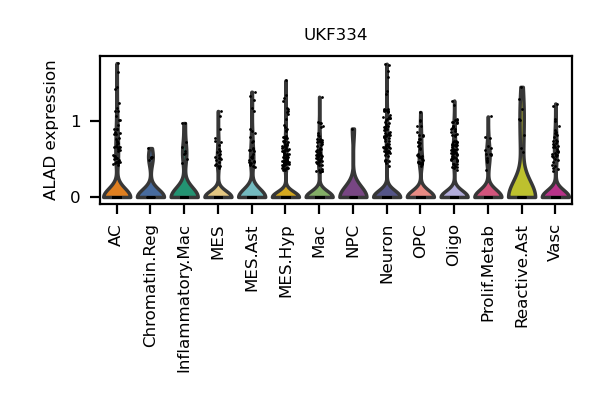 UKF334
ALAD expression
1
0
AC
Chromatin.Reg
Inflammatory.Mac
MES
MES.Ast
MES.Hyp
Mac
NPC
Neuron
OPC
Oligo
Prolif.Metab
Reactive.Ast
Vasc